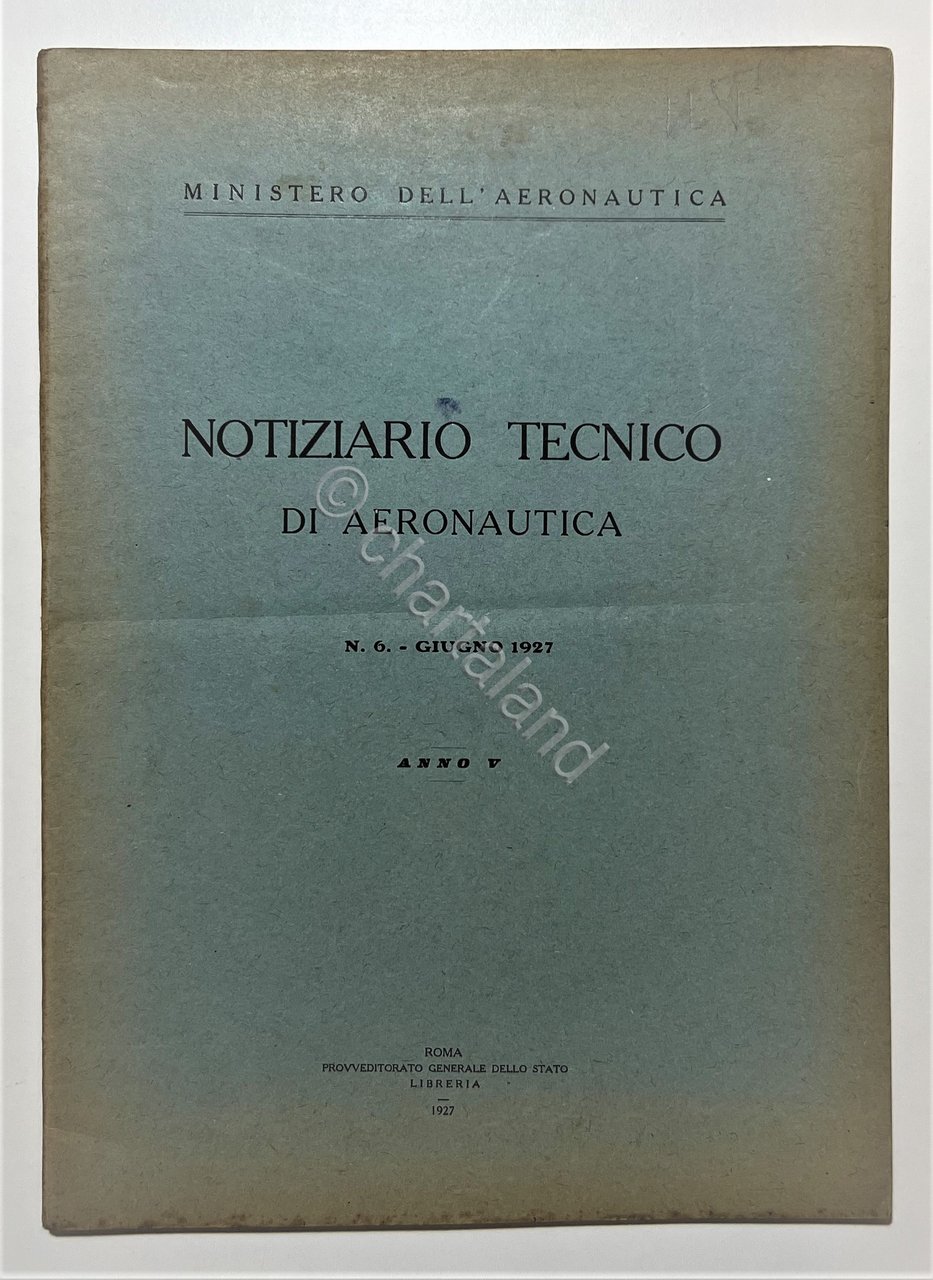 MINISTERO DELL'AERONAUTICA
NOTIZIARIO TECNICO
DI AERONAUTICA
© chartaland
N. 6. - GIUGNO 1927
ANNO V
ROMA
PROVVEDITORATO GENERALE DELLO STATO
LIBRERIA
1927